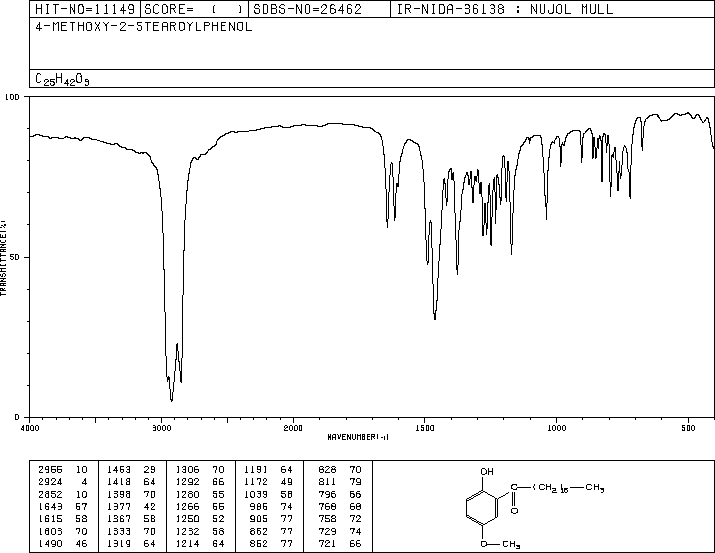 HIT-NO=11149 SCORE= ( ) SDBS-NO=26462 IR-NIDA-36138 : NUJOL MULL
4-METHOXY-2-STEAROYLPHENOL
C25H42O3
100
50
0
TRANSMITTANCE(%)
4000 3000 2000 1500 1000 500
WAVENUMBER(-1)
2956 10 1463 29 1306 70 1191 64 828 70
2924 4 1418 64 1292 66 1172 49 811 79
2852 10 1398 70 1280 55 1039 58 796 66
1643 57 1377 42 1266 55 986 74 768 68
1615 58 1367 58 1250 52 905 77 758 72
1603 70 1333 70 1232 58 862 77 729 74
1490 46 1319 64 1214 64 852 77 721 66
OH
C (CH2)16 CH3
O
O CH3